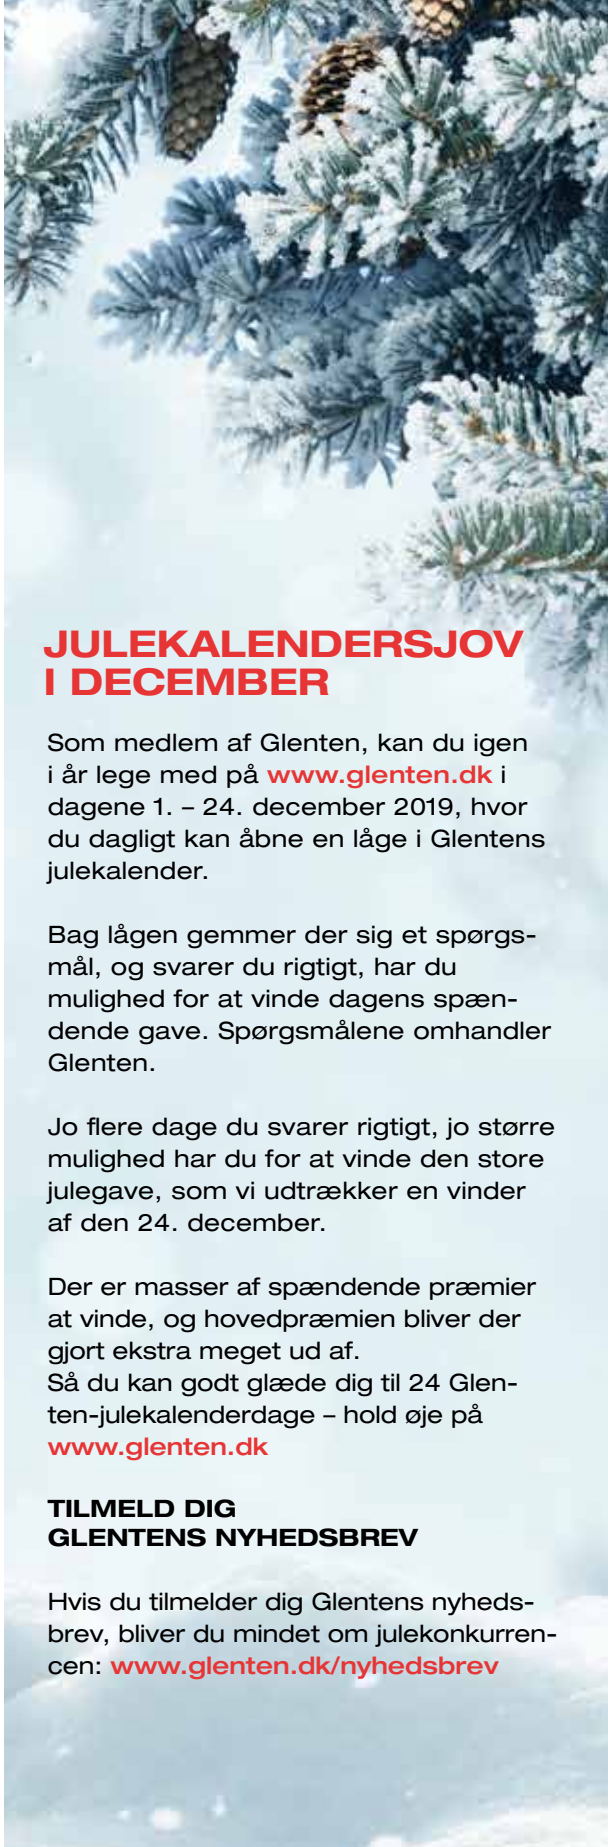 JULEKALENDERSJOV
I DECEMBER
Som medlem af Glenten, kan du igen
i år lege med på www.glenten.dk i
dagene 1. – 24. december 2019, hvor
du dagligt kan åbne en låge i Glentens
julekalender.
Bag lågen gemmer der sig et spørgs-
mål, og svarer du rigtigt, har du
mulighed for at vinde dagens spæn-
dende gave. Spørgsmålene omhandler
Glenten.
Jo flere dage du svarer rigtigt, jo større
mulighed har du for at vinde den store
julegave, som vi udtrækker en vinder
af den 24. december.
Der er masser af spændende præmier
at vinde, og hovedpræmien bliver der
gjort ekstra meget ud af.
Så du kan godt glæde dig til 24 Glen-
ten-julekalenderdage – hold øje på
www.glenten.dk
TILMELD DIG
GLENTENS NYHEDSBREV
Hvis du tilmelder dig Glentens nyheds-
brev, bliver du mindet om julekonkurren-
cen: www.glenten.dk/nyhedsbrev